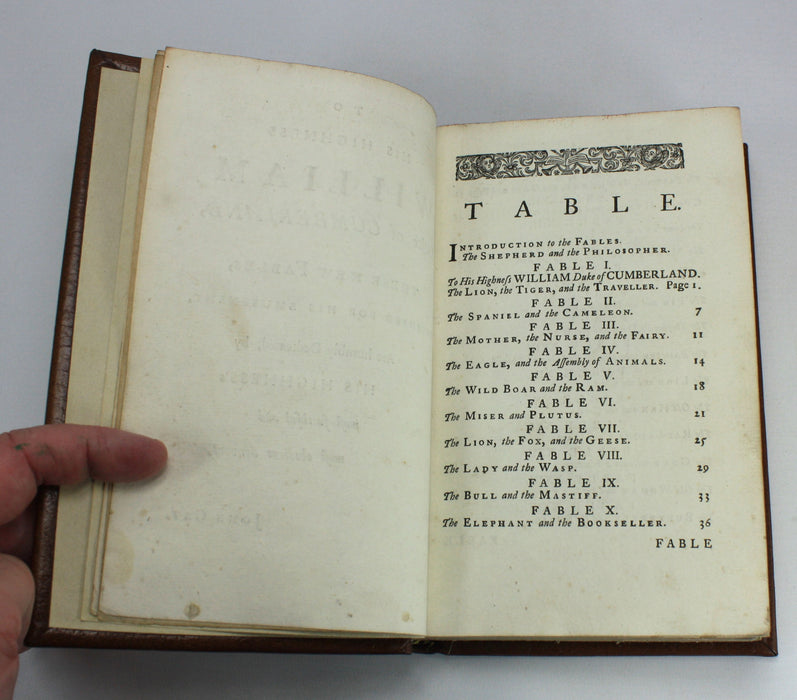 TABLE.
INTRODUCTION to the FABLES.
The SHEPHERD and the PHILOSOPHER.
FABLE I.
To His Highneſs WILLIAM Duke of CUMBERLAND.
The LION, the TIGER, and the TRAVELLER. Page 1.
FABLE II.
The SPANIEL and the CAMELEON. 7
FABLE III.
The MOTHER, the NURSE, and the FAIRY. 11
FABLE IV.
The EAGLE, and the Aſſembly of ANIMALS. 14
FABLE V.
The WILD BOAR and the RAM. 18
FABLE VI.
The MISER and PLUTUS. 21
FABLE VII.
The LION, the FOX, and the GEESE. 25
FABLE VIII.
The LADY and the WASP. 29
FABLE IX.
The BULL and the MASTIFF. 33
FABLE X.
The ELEPHANT and the BOOKSELLER. 36
FABLE